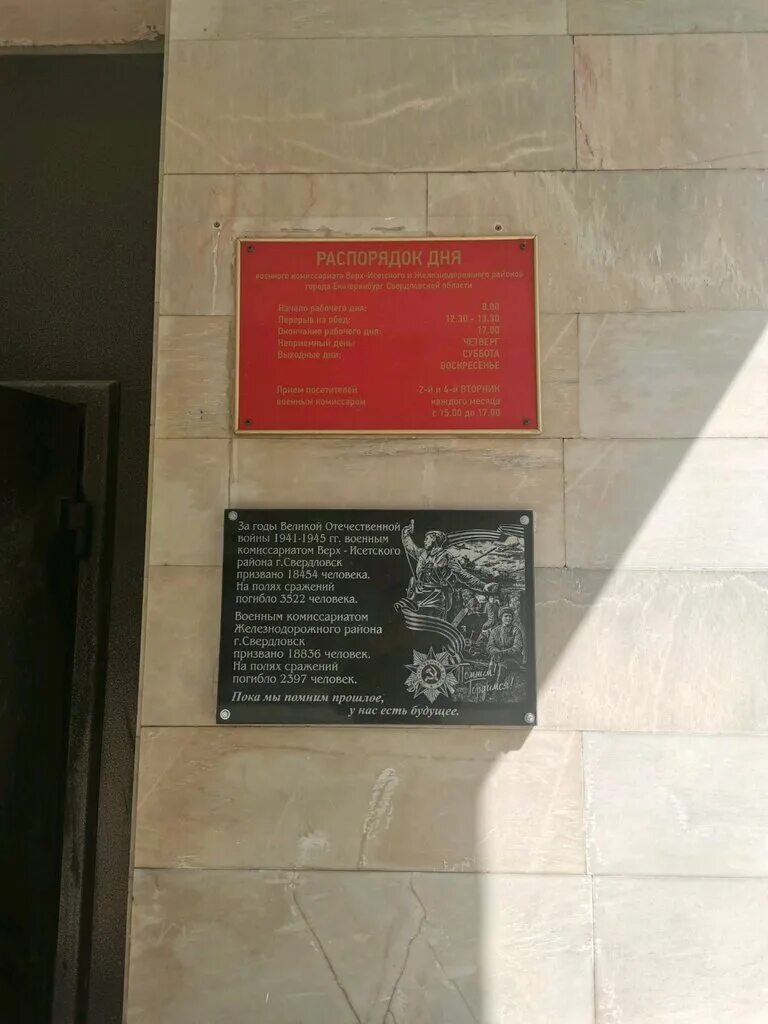 РАСПОРЯДОК ДНЯ
военного комиссариата Верх-Исетского и Железнодорожного районов
города Екатеринбург Свердловской области
Начало рабочего дня: 8.00
Перерыв на обед: 12.30 - 13.30
Окончание рабочего дня: 17.00
Неприемный день: ЧЕТВЕРГ
Выходные дни: СУББОТА
ВОСКРЕСЕНЬЕ
Прием посетителей 2-й и 4-й ВТОРНИК
военным комиссаром каждого месяца
с 15.00 до 17.00
За годы Великой Отечественной
войны 1941-1945 гг. военным
комиссариатом Верх - Исетского
района г.Свердловск
призвано 18454 человека.
На полях сражений
погибло 3522 человека.
Военным комиссариатом
Железнодорожного района
г.Свердловск
призвано 18836 человек.
На полях сражений
погибло 2397 человек.
Помним!
Гордимся!
Пока мы помним прошлое,
у нас есть будущее.